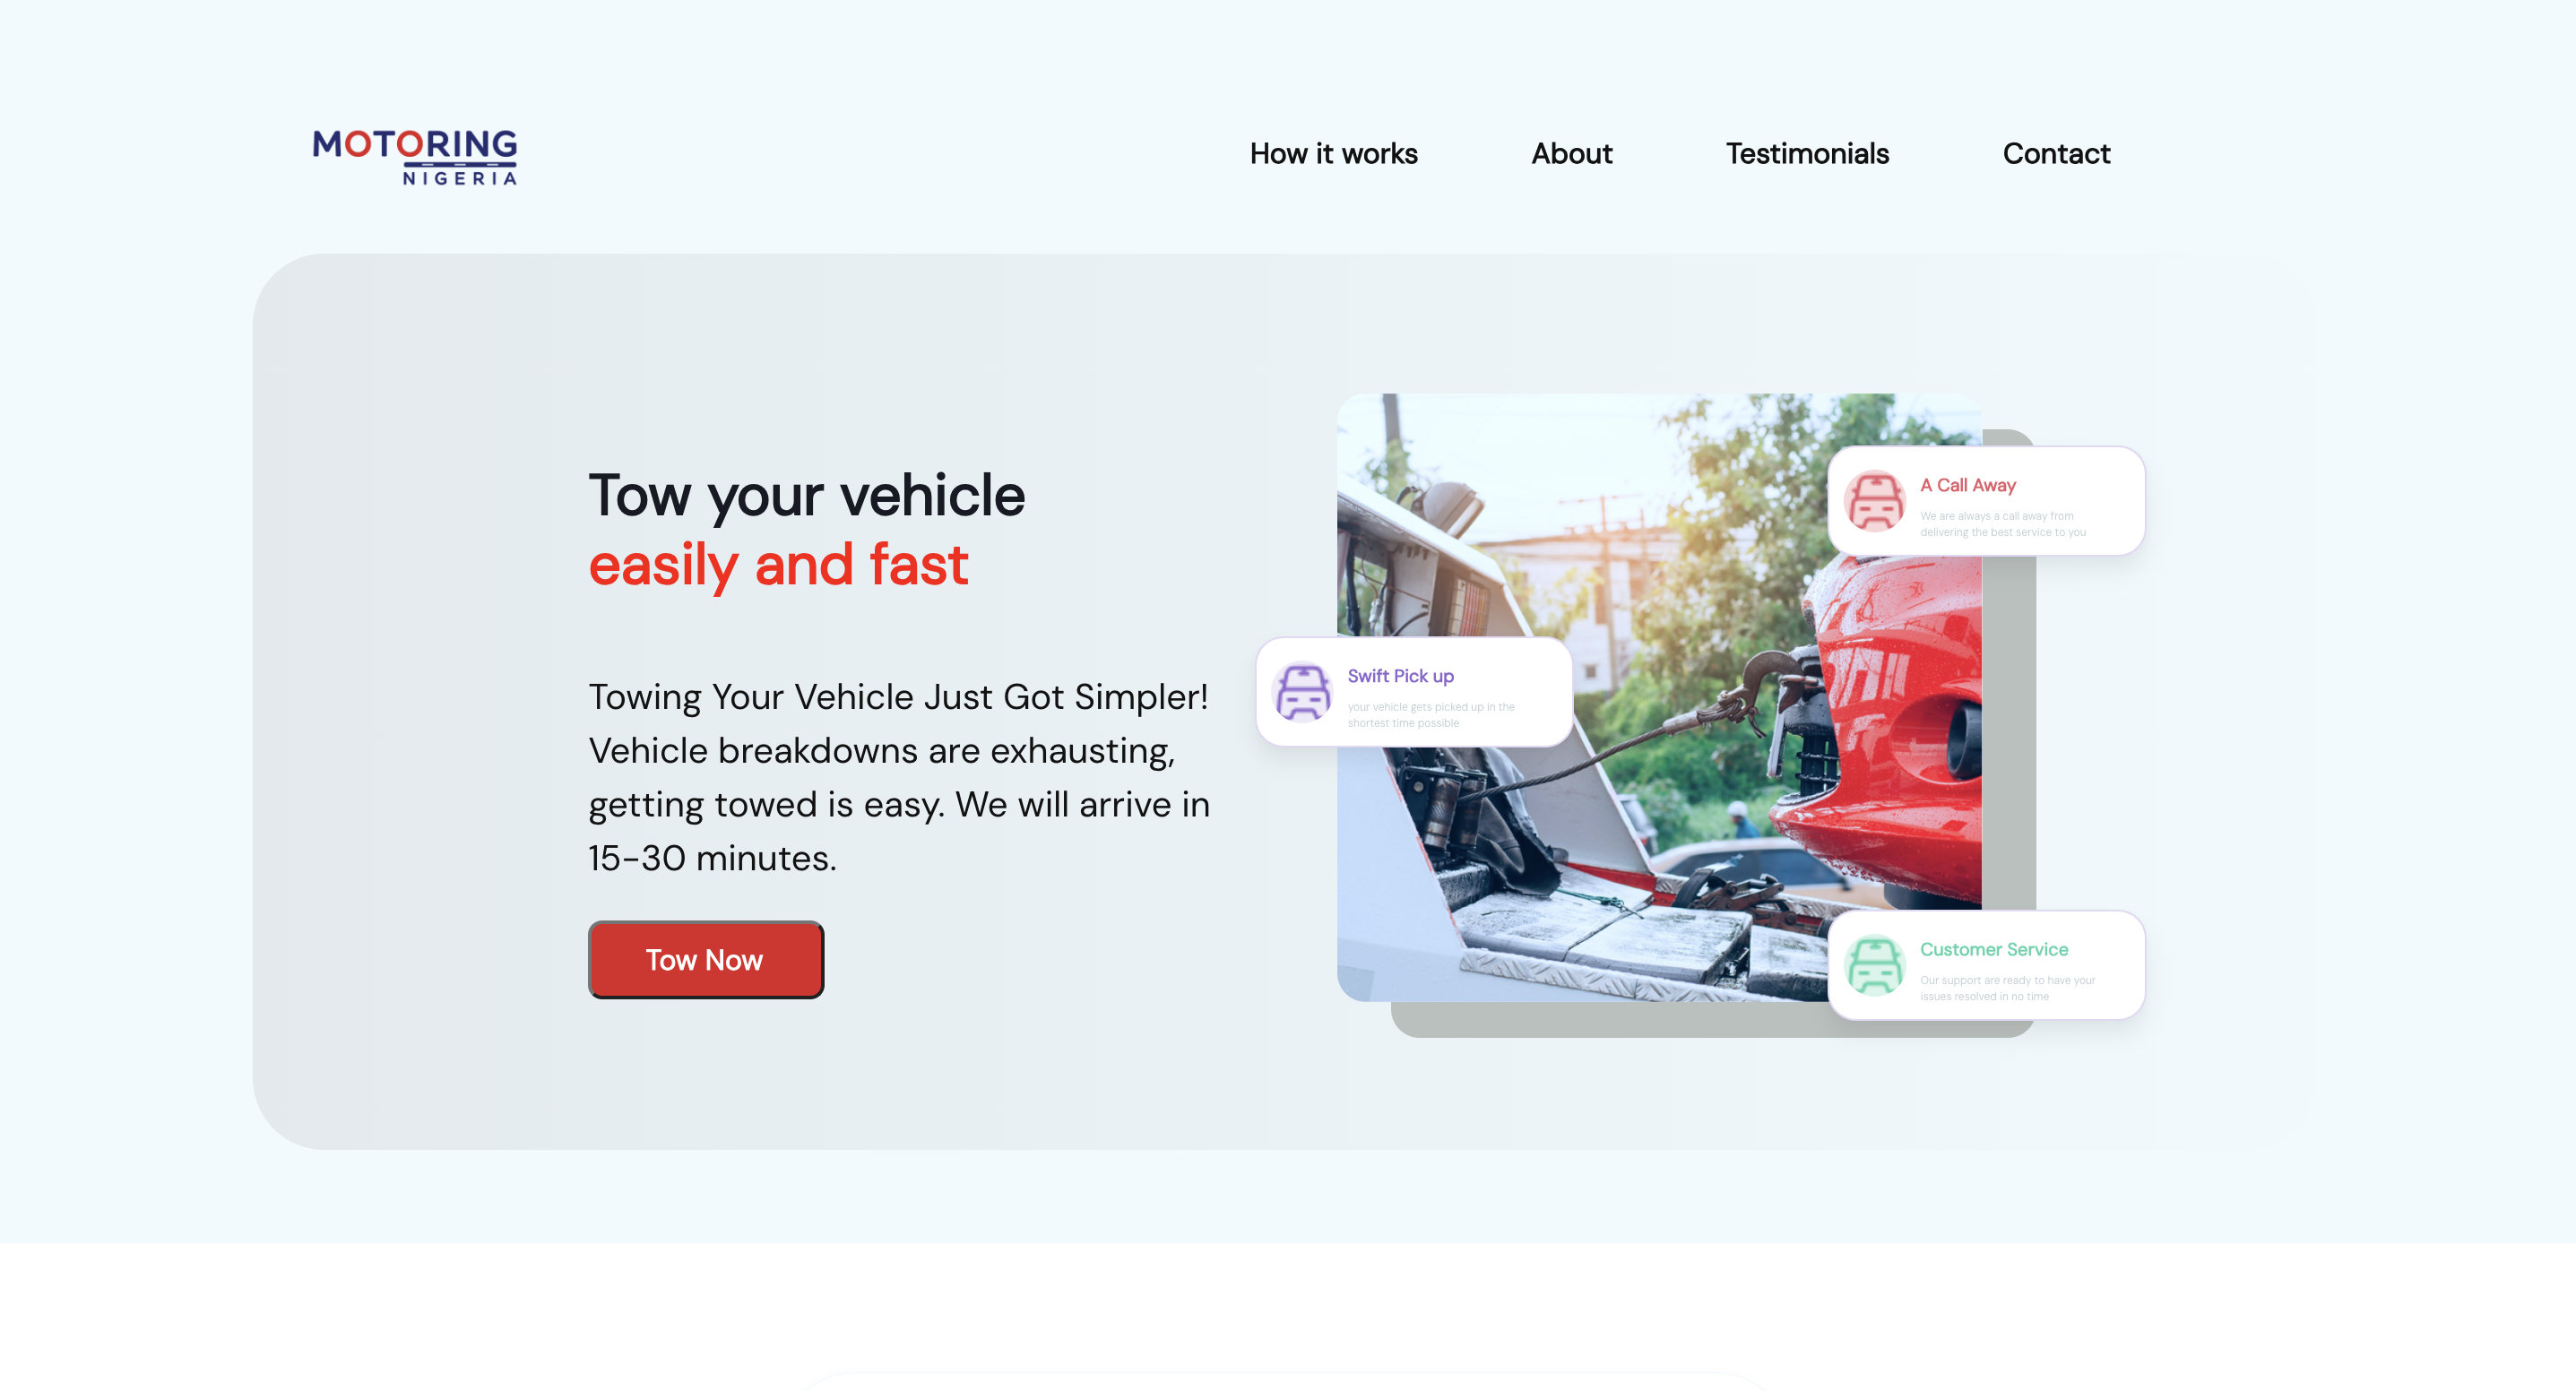 MOTORING
NIGERIA
How it works
About
Testimonials
Contact
Tow your vehicle
easily and fast
Towing Your Vehicle Just Got Simpler!
Vehicle breakdowns are exhausting,
getting towed is easy. We will arrive in
15-30 minutes.
Tow Now
A Call Away
We are always a call away from
delivering the best service to you
Swift Pick up
your vehicle gets picked up in the
shortest time possible
Customer Service
Our support are ready to have your
issues resolved in no time